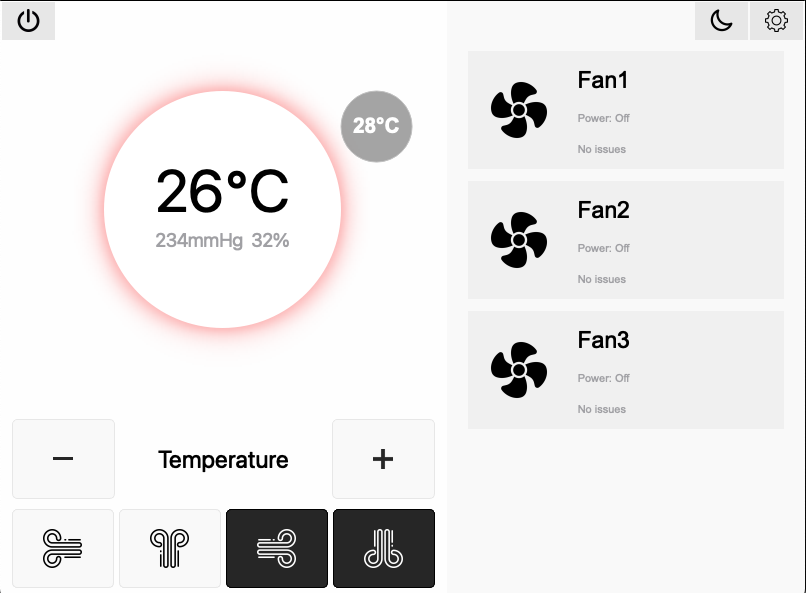 28°C
26°C
234mmHg 32%
− Temperature +
Fan1
Power: Off
No issues
Fan2
Power: Off
No issues
Fan3
Power: Off
No issues